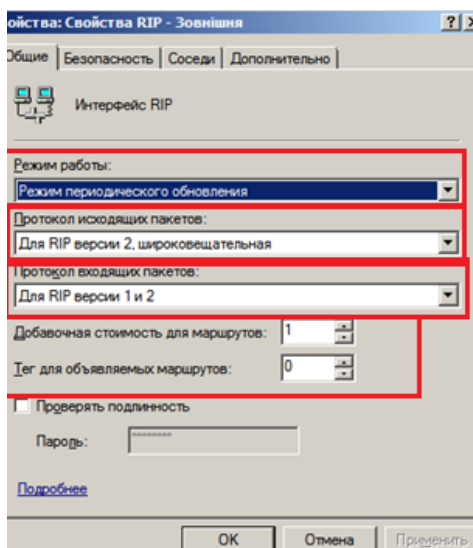 ойства: Свойства RIP - Зовнішня
Общие Безопасность Соседи Дополнительно
Интерфейс RIP
Режим работы:
Режим периодического обновления
Протокол исходящих пакетов:
Для RIP версии 2, широковещательная
Протокол входящих пакетов:
Для RIP версии 1 и 2
Добавочная стоимость для маршрутов: 1
Тег для объявляемых маршрутов: 0
Проверять подлинность
Пароль: ********
Подробнее
OK Отмена Применить